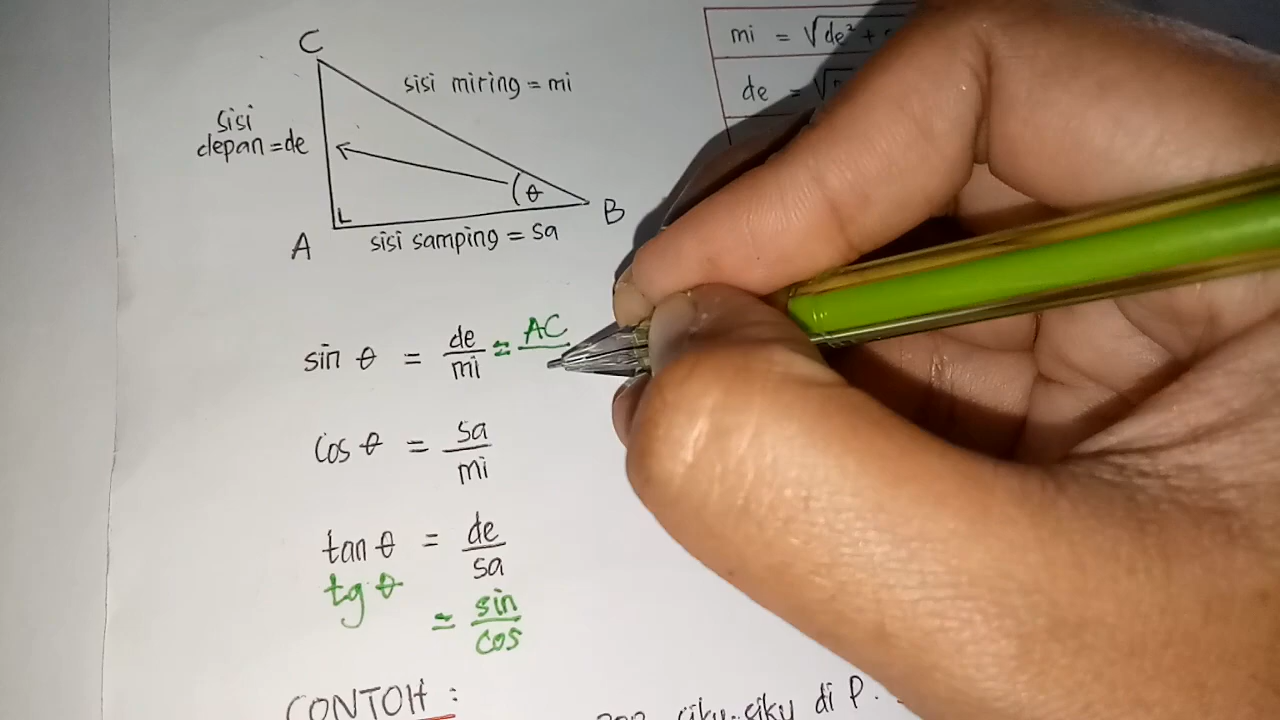 C
sisi miring = mi
sisi
depan = de
θ
A
B
sisi samping = sa
mi = √de² +
de = √
sin θ = de/mi = AC
cos θ = sa/mi
tan θ = de/sa
tg θ
= sin/cos
CONTOH :
siku-siku di P.